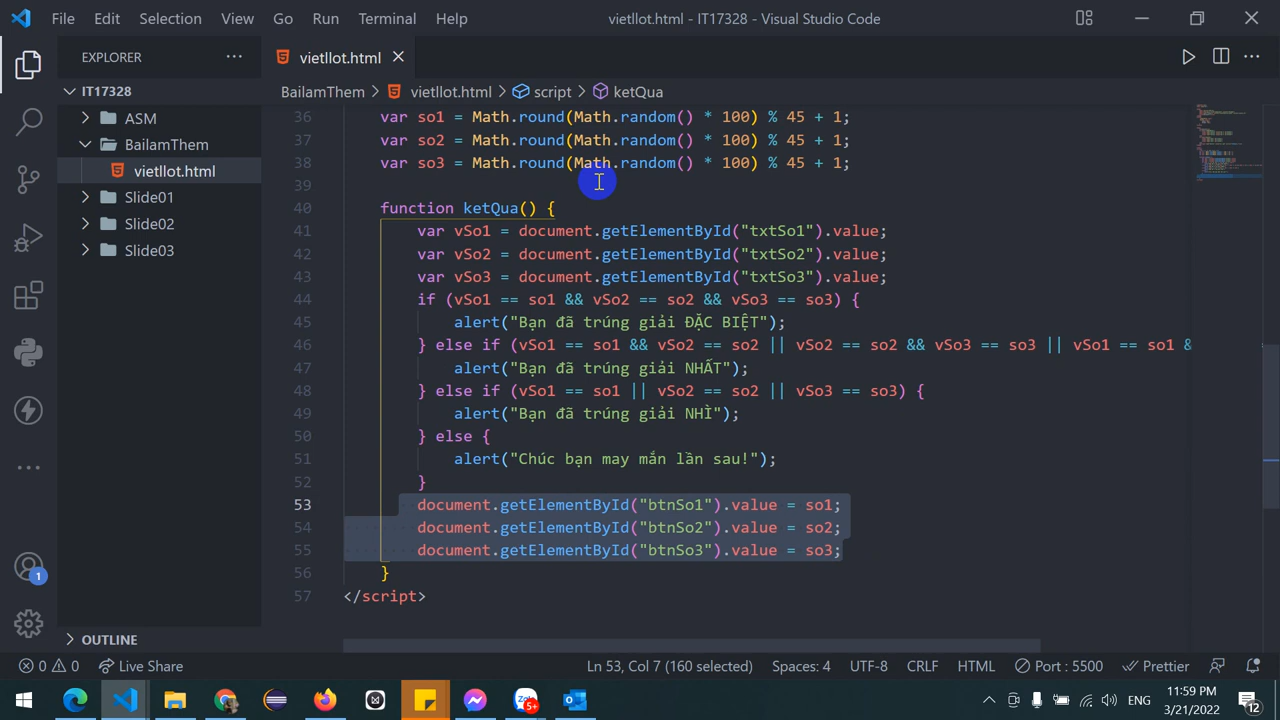 File Edit Selection View Go Run Terminal Help
vietllot.html - IT17328 - Visual Studio Code
EXPLORER
vietllot.html
IT17328
ASM
BailamThem
vietllot.html
Slide01
Slide02
Slide03
OUTLINE
BailamThem > vietllot.html > script > ketQua
36 var so1 = Math.round(Math.random() * 100) % 45 + 1;
37 var so2 = Math.round(Math.random() * 100) % 45 + 1;
38 var so3 = Math.round(Math.random() * 100) % 45 + 1;
39
40 function ketQua() {
41 var vSo1 = document.getElementById("txtSo1").value;
42 var vSo2 = document.getElementById("txtSo2").value;
43 var vSo3 = document.getElementById("txtSo3").value;
44 if (vSo1 == so1 && vSo2 == so2 && vSo3 == so3) {
45 alert("Bạn đã trúng giải ĐẶC BIỆT");
46 } else if (vSo1 == so1 && vSo2 == so2 || vSo2 == so2 && vSo3 == so3 || vSo1 == so1 &
47 alert("Bạn đã trúng giải NHẤT");
48 } else if (vSo1 == so1 || vSo2 == so2 || vSo3 == so3) {
49 alert("Bạn đã trúng giải NHÌ");
50 } else {
51 alert("Chúc bạn may mắn lần sau!");
52 }
53 document.getElementById("btnSo1").value = so1;
54 document.getElementById("btnSo2").value = so2;
55 document.getElementById("btnSo3").value = so3;
56 }
57 </script>
1
0 0 Live Share
Ln 53, Col 7 (160 selected) Spaces: 4 UTF-8 CRLF HTML Port : 5500 Prettier
Zalo
5+
ENG
11:59 PM
3/21/2022
12